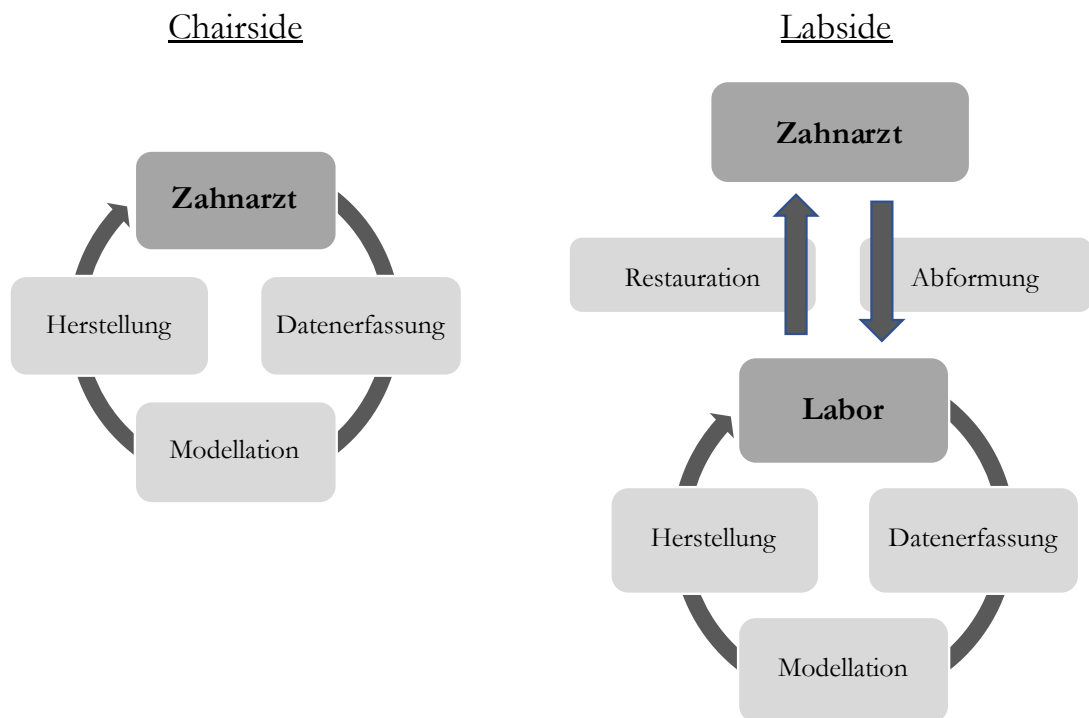 Chairside
Zahnarzt
Datenerfassung
Modellation
Herstellung
Labside
Zahnarzt
Restauration
Abformung
Labor
Datenerfassung
Modellation
Herstellung